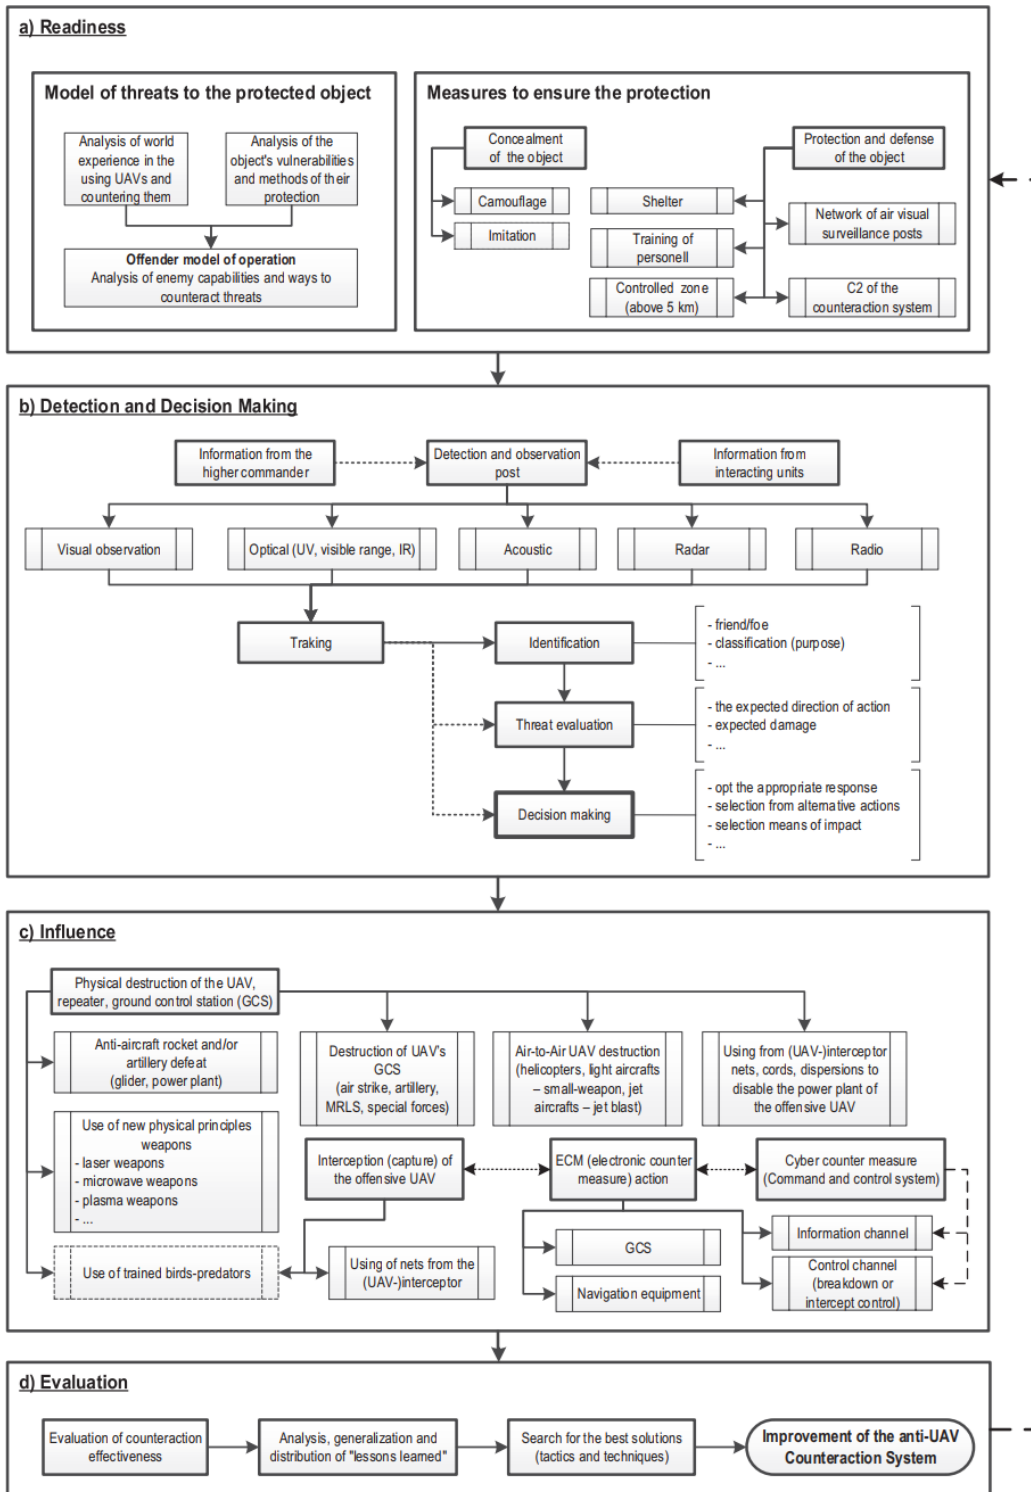 a) Readiness
Model of threats to the protected object
Analysis of world
experience in the
using UAVs and
countering them
Analysis of the
object's vulnerabilities
and methods of their
protection
Offender model of operation
Analysis of enemy capabilities and ways to
counteract threats
Measures to ensure the protection
Concealment
of the object
Camouflage
Imitation
Protection and defense
of the object
Shelter
Training of
personell
Controlled zone
(above 5 km)
Network of air visual
surveillance posts
C2 of the
counteraction system
b) Detection and Decision Making
Information from the
higher commander
Detection and observation
post
Information from
interacting units
Visual observation
Optical (UV, visible range, IR)
Acoustic
Radar
Radio
Traking
Identification
- friend/foe
- classification (purpose)
- ...
Threat evaluation
- the expected direction of action
- expected damage
- ...
Decision making
- opt the appropriate response
- selection from alternative actions
- selection means of impact
- ...
c) Influence
Physical destruction of the UAV,
repeater, ground control station (GCS)
Anti-aircraft rocket and/or
artillery defeat
(glider, power plant)
Destruction of UAV's
GCS
(air strike, artillery,
MRLS, special forces)
Air-to-Air UAV destruction
(helicopters, light aircrafts
– small-weapon, jet
aircrafts – jet blast)
Using from (UAV-)interceptor
nets, cords, dispersions to
disable the power plant of
the offensive UAV
Use of new physical principles
weapons
- laser weapons
- microwave weapons
- plasma weapons
- ...
Interception (capture) of
the offensive UAV
ECM (electronic counter
measure) action
Cyber counter measure
(Command and control system)
Use of trained birds-predators
Using of nets from the
(UAV-)interceptor
GCS
Navigation equipment
Information channel
Control channel
(breakdown or
intercept control)
d) Evaluation
Evaluation of counteraction
effectiveness
Analysis, generalization and
distribution of "lessons learned"
Search for the best solutions
(tactics and techniques)
Improvement of the anti-UAV
Counteraction System